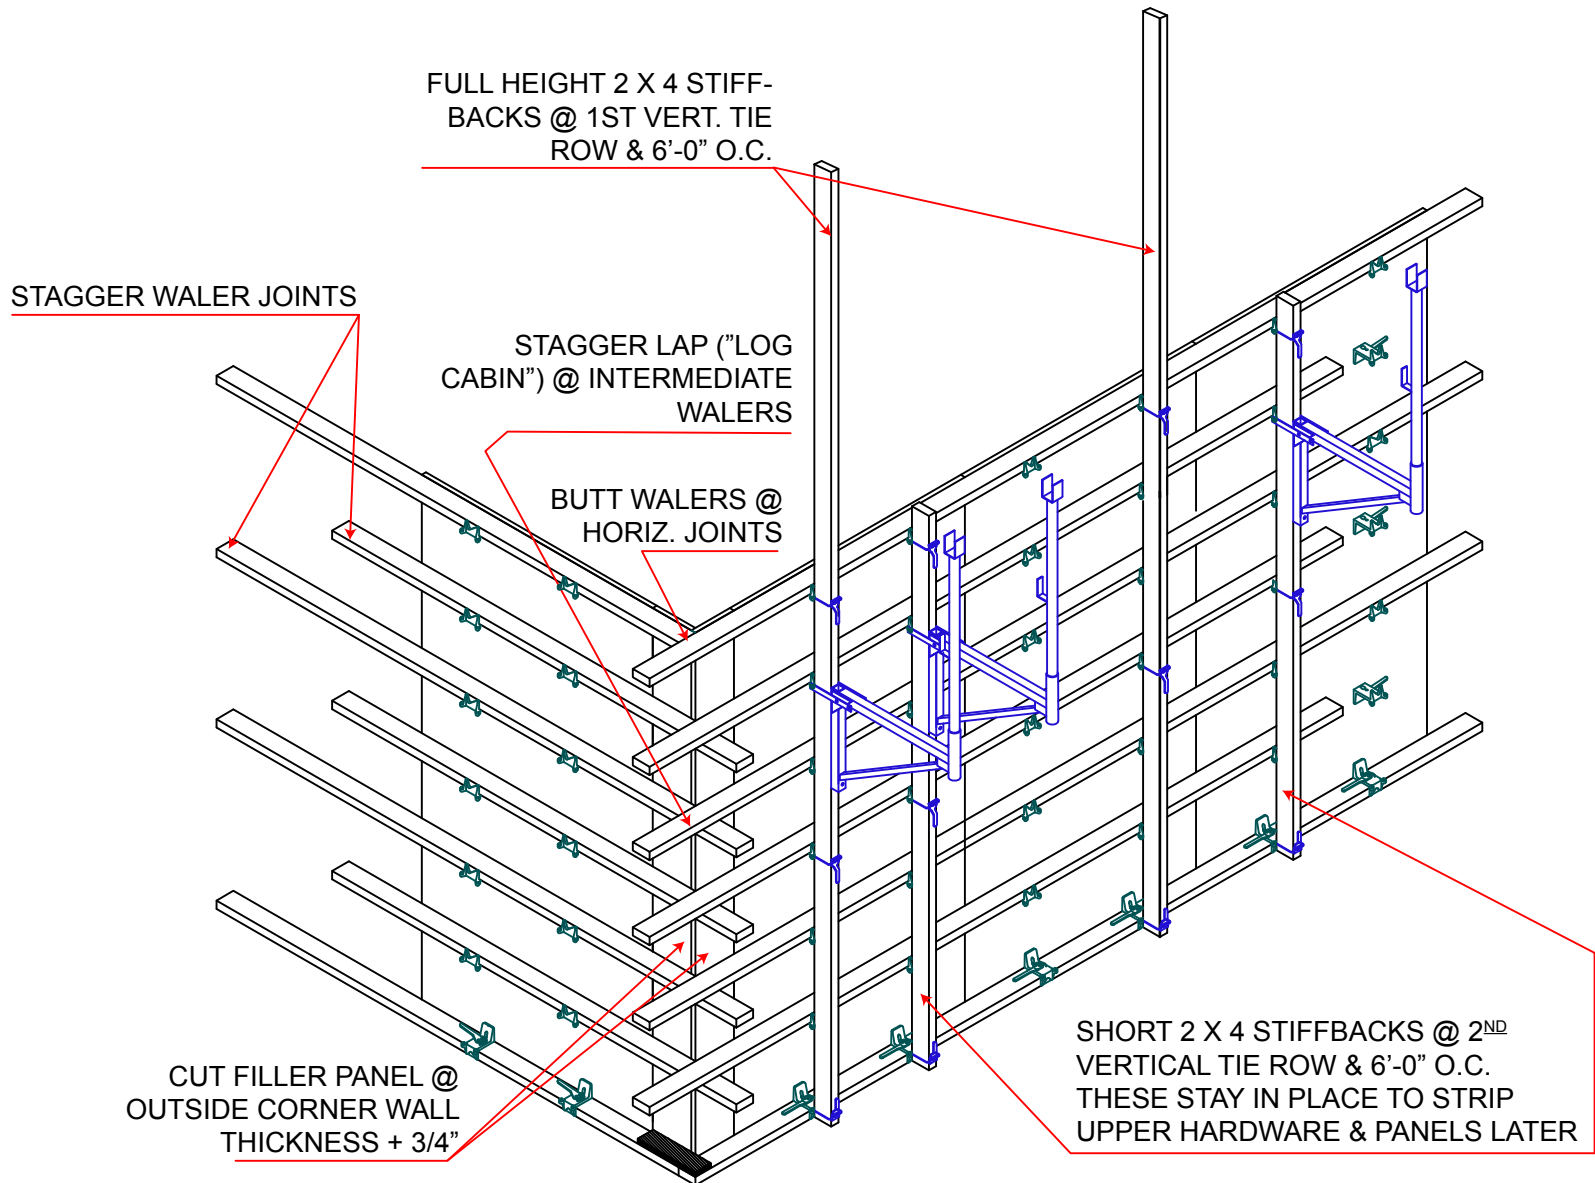 FULL HEIGHT 2 X 4 STIFF-
BACKS @ 1ST VERT. TIE
ROW & 6’-0” O.C.
STAGGER WALER JOINTS
STAGGER LAP (”LOG
CABIN”) @ INTERMEDIATE
WALERS
BUTT WALERS @
HORIZ. JOINTS
CUT FILLER PANEL @
OUTSIDE CORNER WALL
THICKNESS + 3/4”
SHORT 2 X 4 STIFFBACKS @ 2ND
VERTICAL TIE ROW & 6’-0” O.C.
THESE STAY IN PLACE TO STRIP
UPPER HARDWARE & PANELS LATER